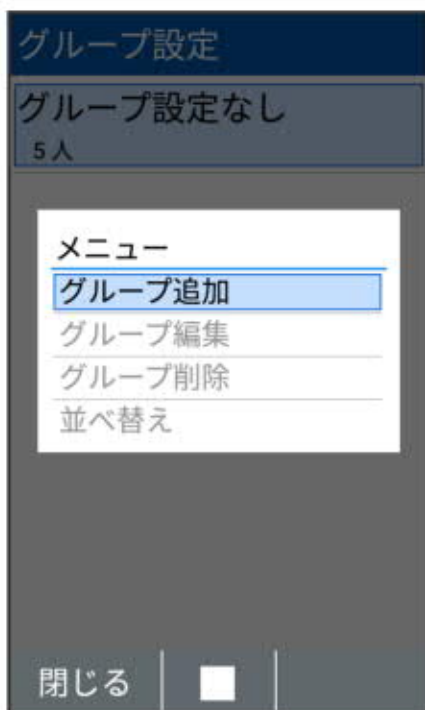 グループ設定
グループ設定なし
5人
メニュー
グループ追加
グループ編集
グループ削除
並べ替え
閉じる